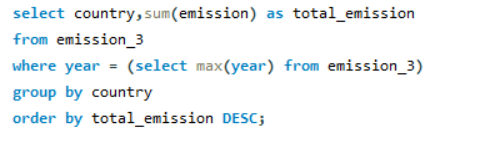 select country,sum(emission) as total_emission
from emission_3
where year = (select max(year) from emission_3)
group by country
order by total_emission DESC;